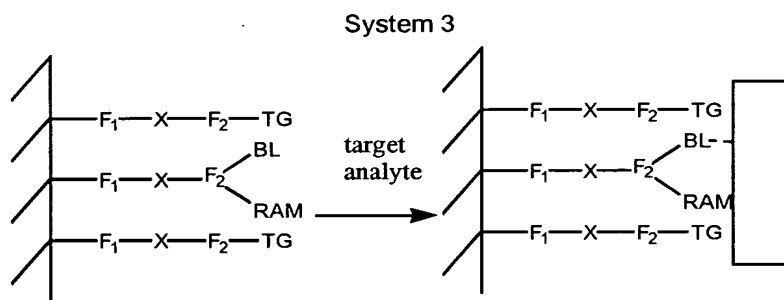 System 3
F₁—X—F₂—TG
BL
F₁—X—F₂
RAM
F₁—X—F₂—TG
target
analyte
F₁—X—F₂—TG
BL
F₁—X—F₂
RAM
F₁—X—F₂—TG